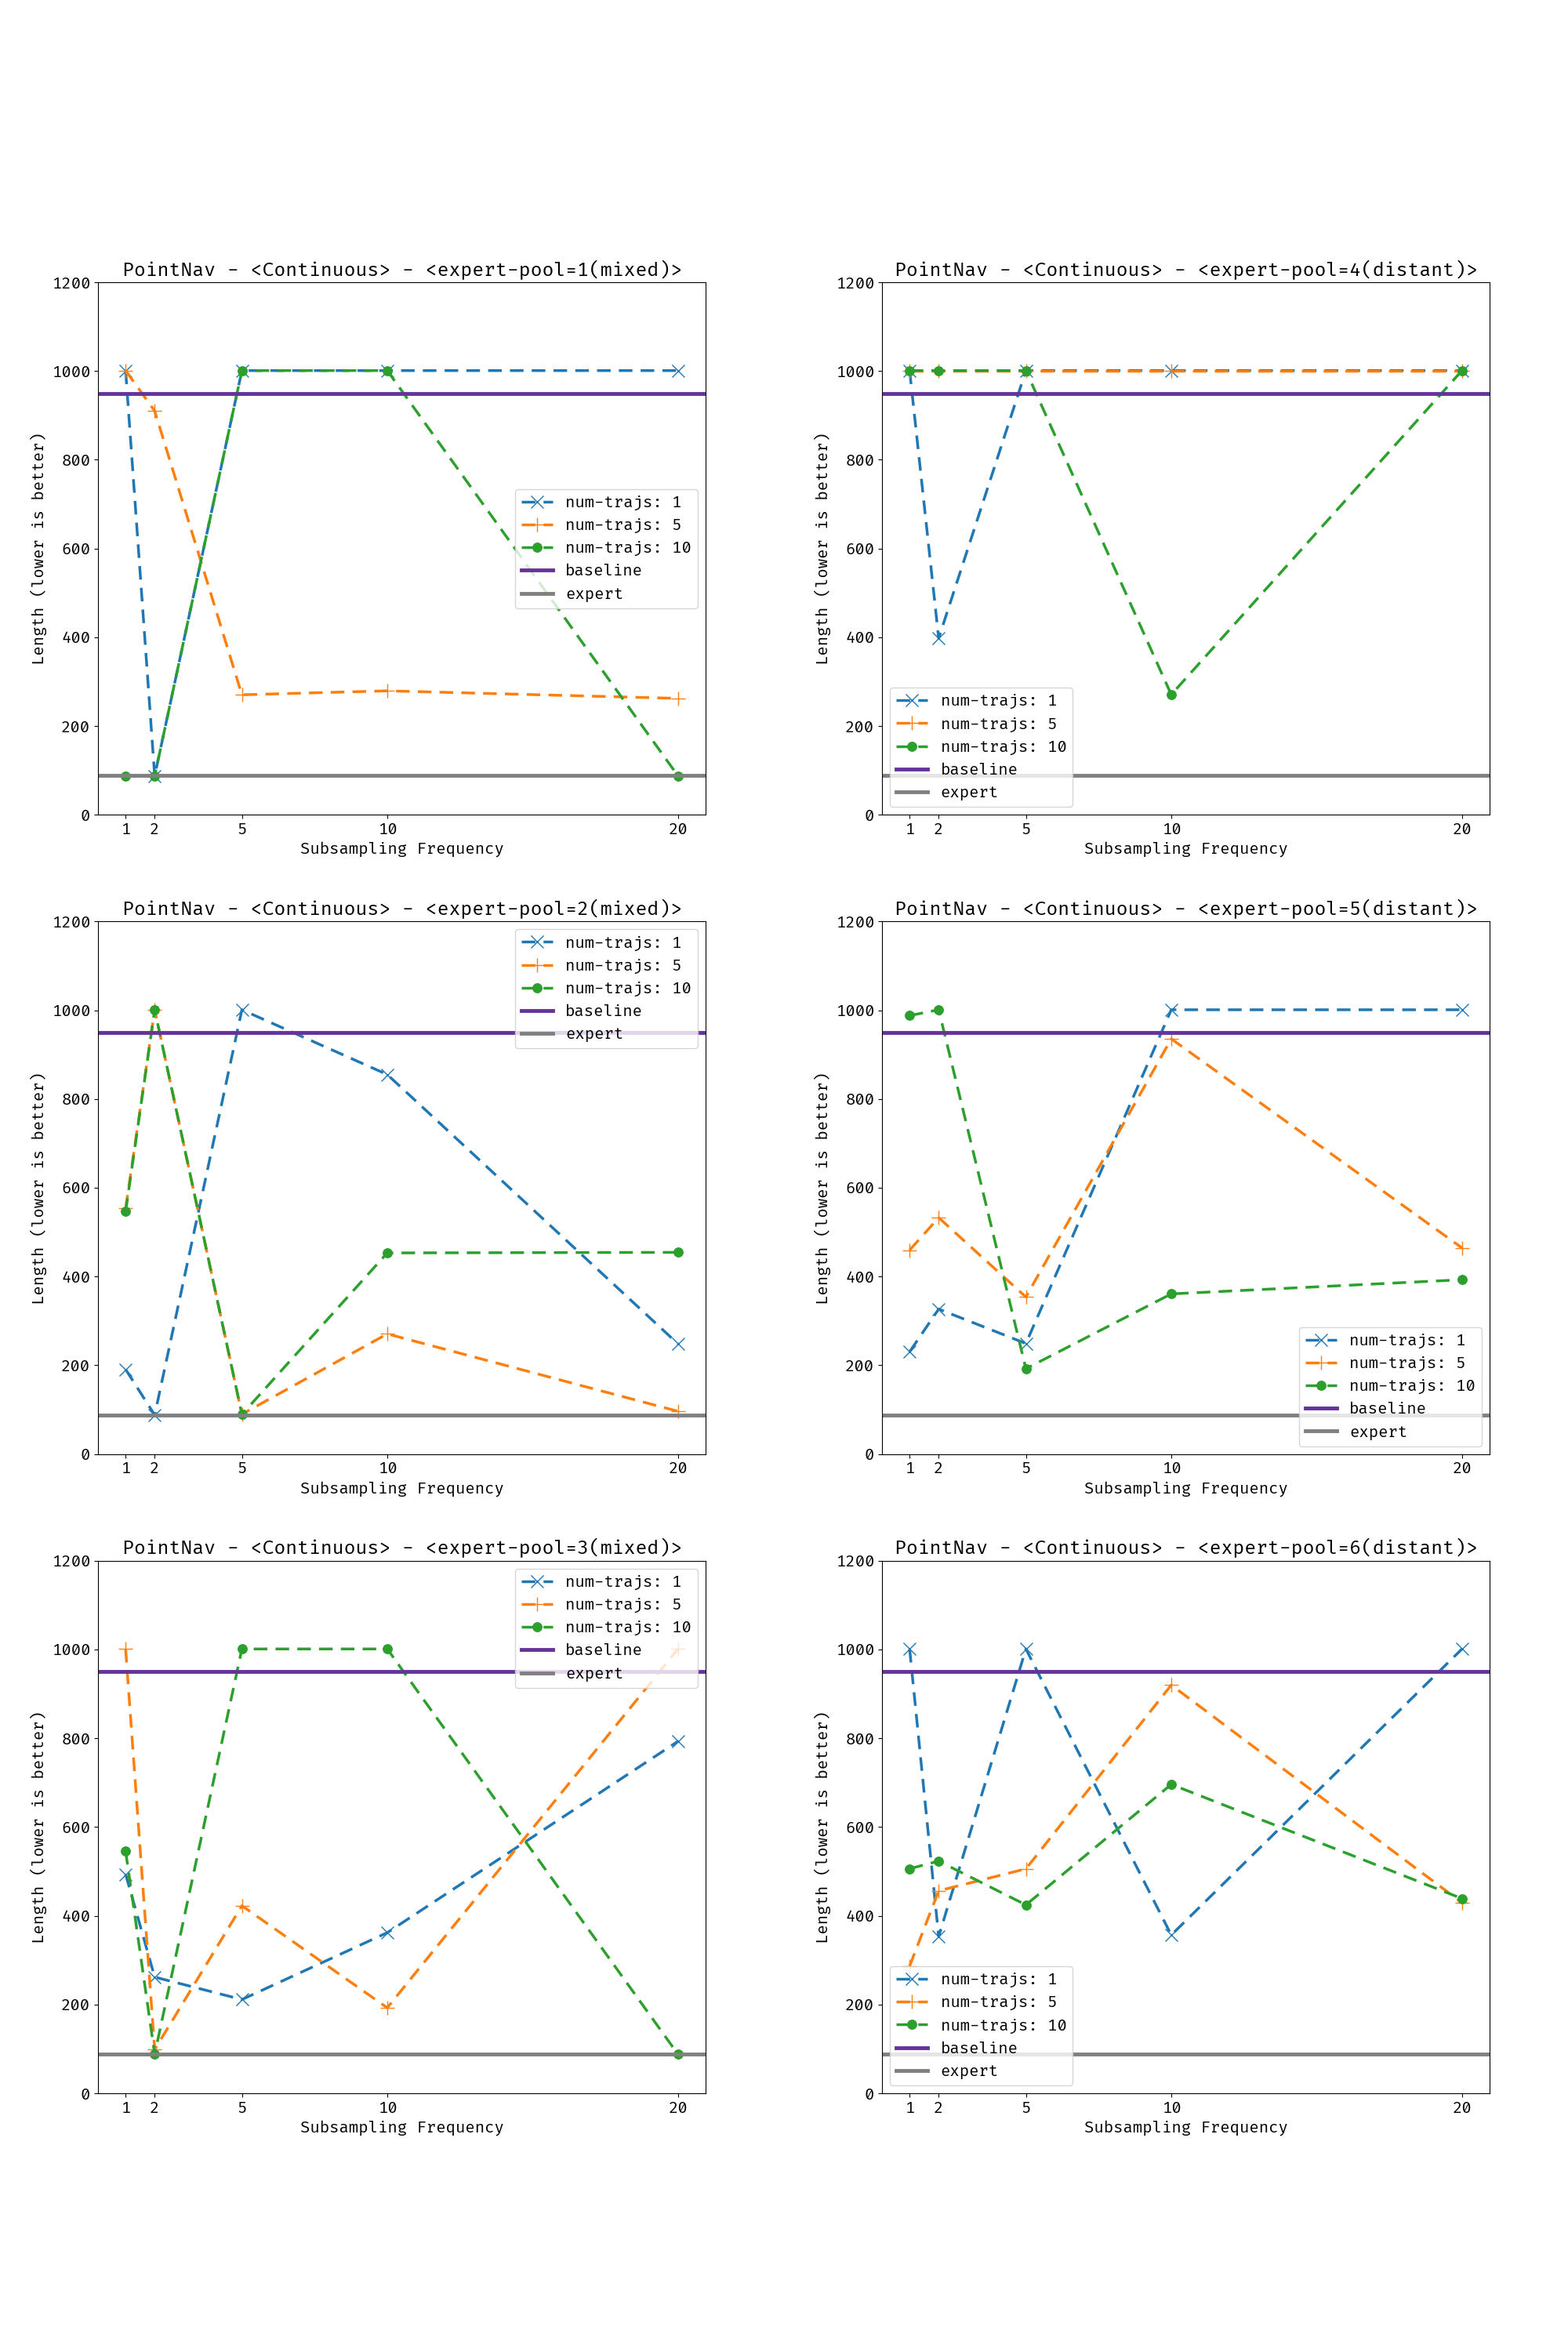 PointNav - <Continuous> - <expert-pool=1(mixed)>
1200
1000
800
600
400
200
0
Length (lower is better)
num-trajs: 1
num-trajs: 5
num-trajs: 10
baseline
expert
1 2 5 10 20
Subsampling Frequency
PointNav - <Continuous> - <expert-pool=4(distant)>
1200
1000
800
600
400
200
0
Length (lower is better)
num-trajs: 1
num-trajs: 5
num-trajs: 10
baseline
expert
1 2 5 10 20
Subsampling Frequency
PointNav - <Continuous> - <expert-pool=2(mixed)>
1200
1000
800
600
400
200
0
Length (lower is better)
num-trajs: 1
num-trajs: 5
num-trajs: 10
baseline
expert
1 2 5 10 20
Subsampling Frequency
PointNav - <Continuous> - <expert-pool=5(distant)>
1200
1000
800
600
400
200
0
Length (lower is better)
num-trajs: 1
num-trajs: 5
num-trajs: 10
baseline
expert
1 2 5 10 20
Subsampling Frequency
PointNav - <Continuous> - <expert-pool=3(mixed)>
1200
1000
800
600
400
200
0
Length (lower is better)
num-trajs: 1
num-trajs: 5
num-trajs: 10
baseline
expert
1 2 5 10 20
Subsampling Frequency
PointNav - <Continuous> - <expert-pool=6(distant)>
1200
1000
800
600
400
200
0
Length (lower is better)
num-trajs: 1
num-trajs: 5
num-trajs: 10
baseline
expert
1 2 5 10 20
Subsampling Frequency